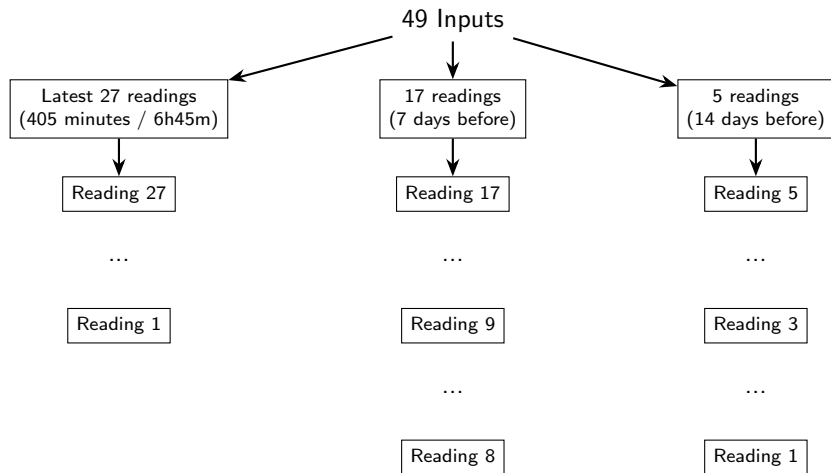 49 Inputs
Latest 27 readings
(405 minutes / 6h45m)
17 readings
(7 days before)
5 readings
(14 days before)
Reading 27
Reading 17
Reading 5
...
...
...
Reading 1
Reading 9
Reading 3
...
...
Reading 8
Reading 1